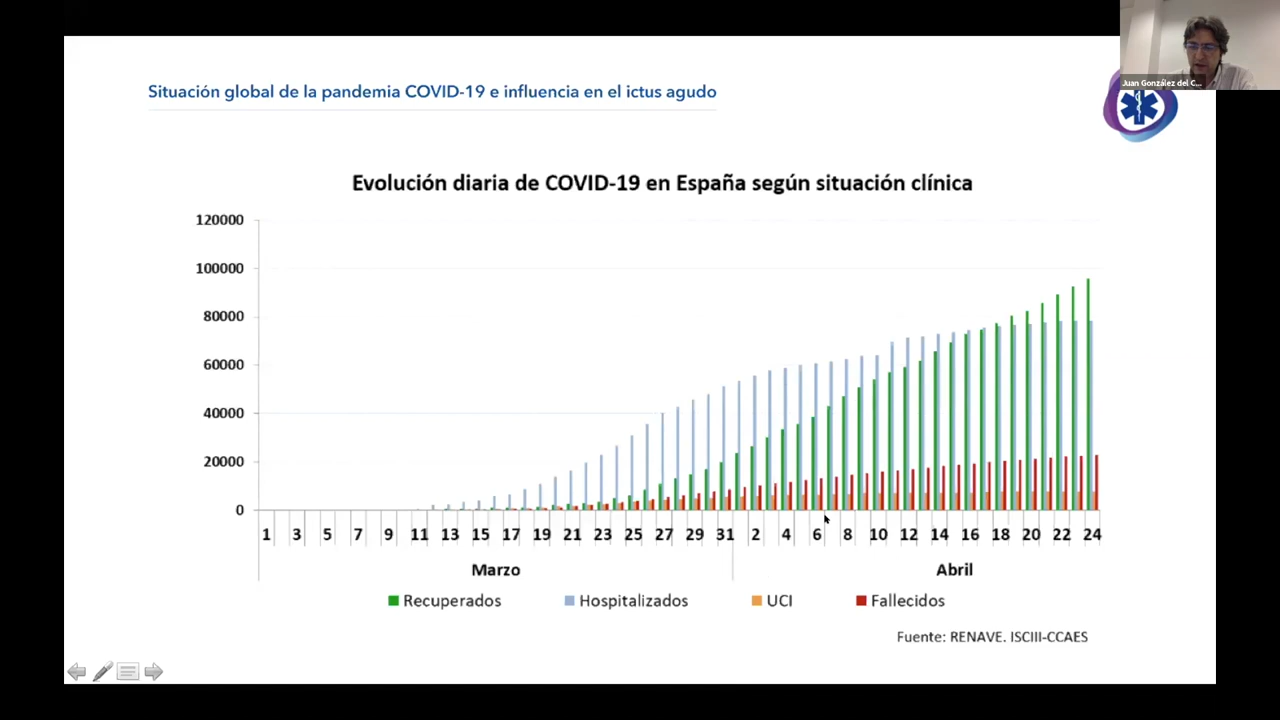 Juan González del C...
Situación global de la pandemia COVID-19 e influencia en el ictus agudo
Evolución diaria de COVID-19 en España según situación clínica
120000
100000
80000
60000
40000
20000
0
1 3 5 7 9 11 13 15 17 19 21 23 25 27 29 31 2 4 6 8 10 12 14 16 18 20 22 24
Marzo Abril
Recuperados Hospitalizados UCI Fallecidos
Fuente: RENAVE. ISCIII-CCAES